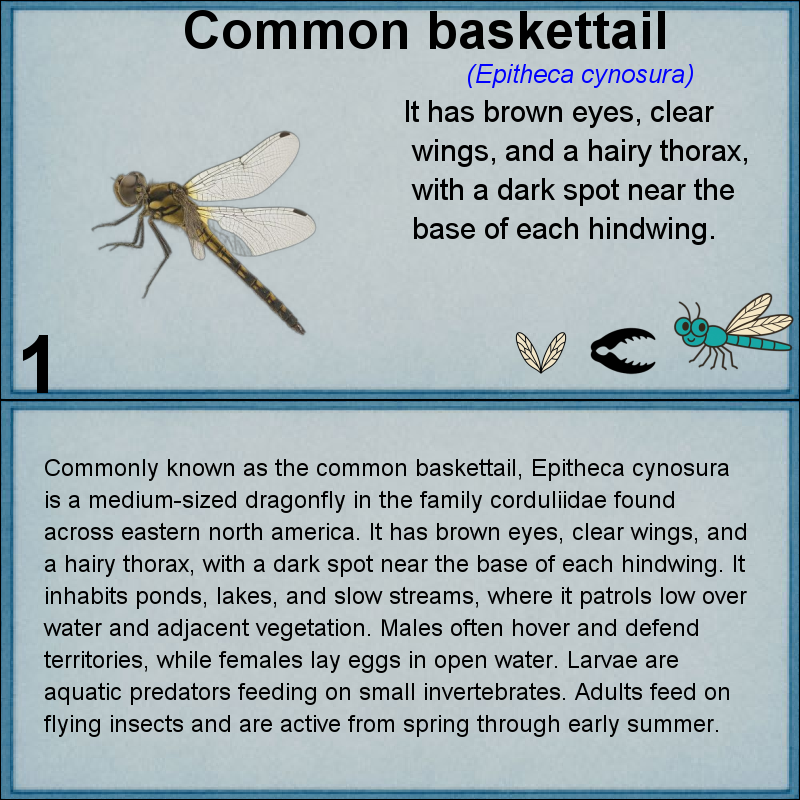 Common baskettail
(Epitheca cynosura)
It has brown eyes, clear
wings, and a hairy thorax,
with a dark spot near the
base of each hindwing.
1
Commonly known as the common baskettail, Epitheca cynosura
is a medium-sized dragonfly in the family corduliidae found
across eastern north america. It has brown eyes, clear wings, and
a hairy thorax, with a dark spot near the base of each hindwing. It
inhabits ponds, lakes, and slow streams, where it patrols low over
water and adjacent vegetation. Males often hover and defend
territories, while females lay eggs in open water. Larvae are
aquatic predators feeding on small invertebrates. Adults feed on
flying insects and are active from spring through early summer.